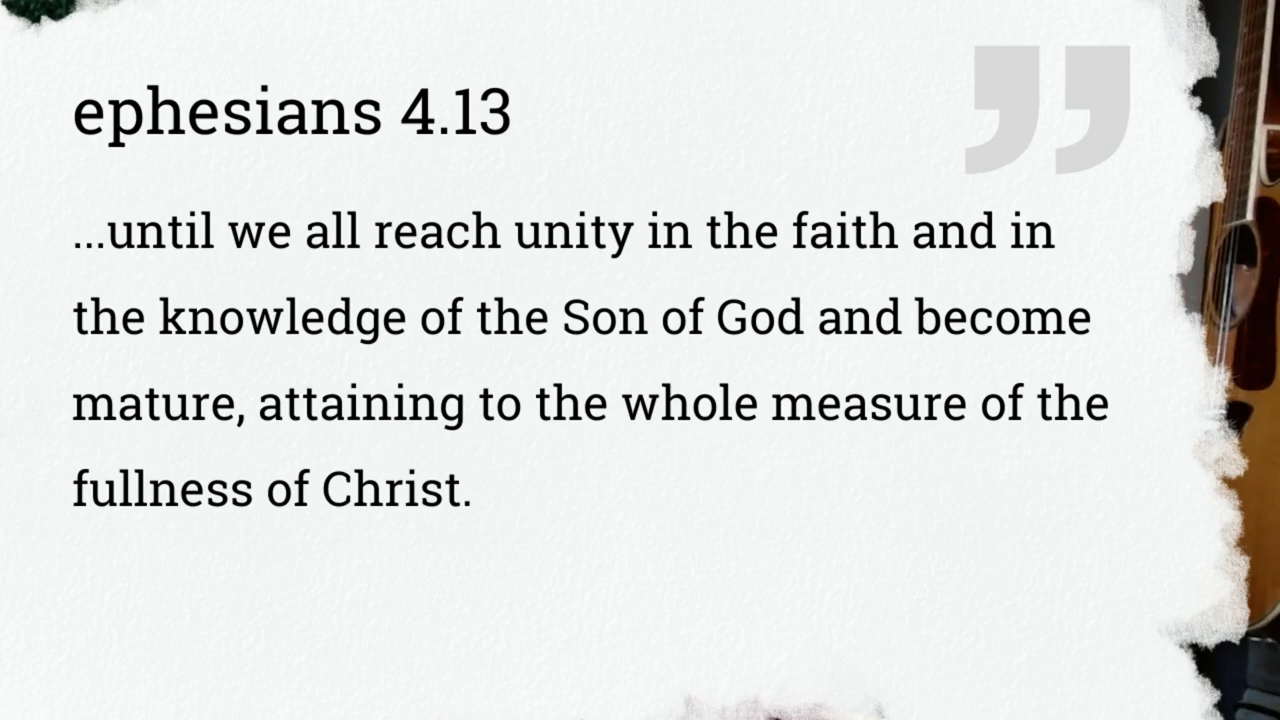 ephesians 4.13
...until we all reach unity in the faith and in
the knowledge of the Son of God and become
mature, attaining to the whole measure of the
fullness of Christ.